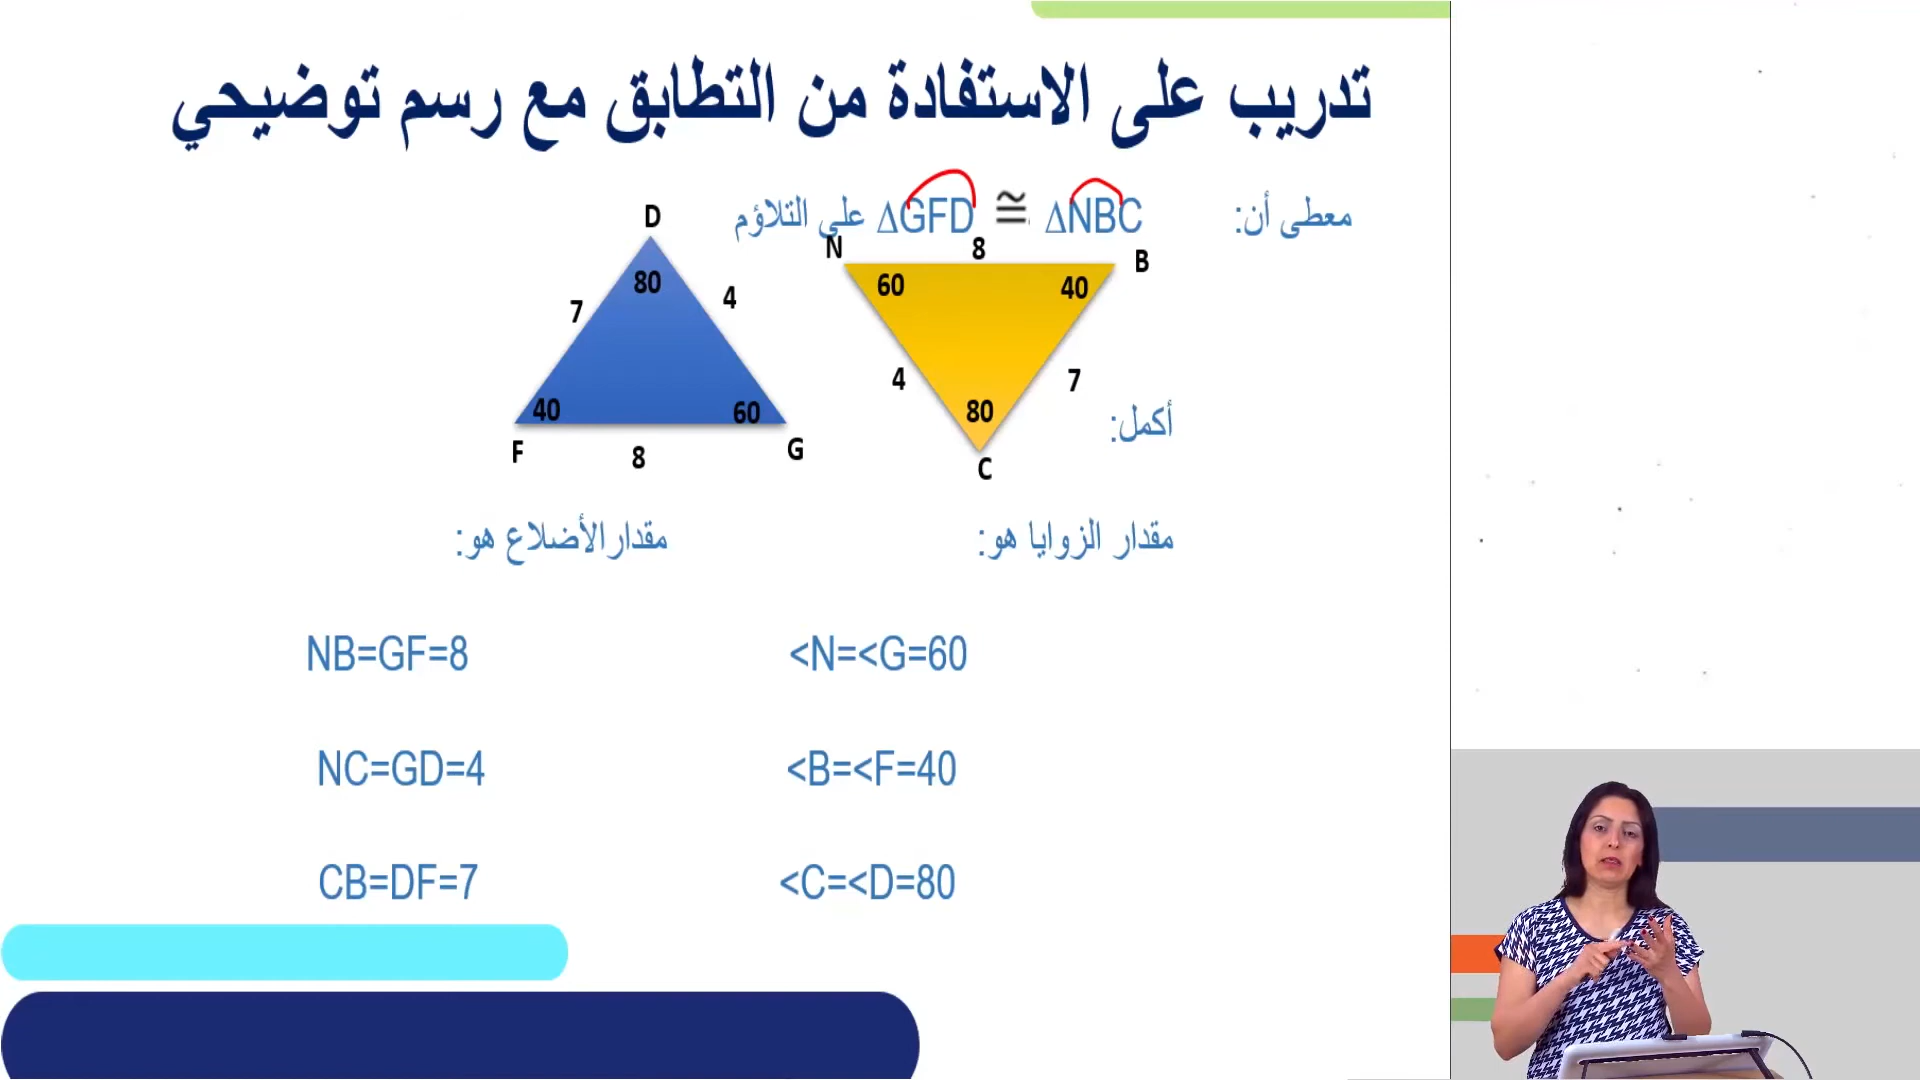 تدريب على الاستفادة من التطابق مع رسم توضيحي
معطى أن: ΔNBC ≅ ΔGFD على التلاؤم
D
80
7
4
40
60
F
8
G
N
8
B
60
40
4
7
80
C
أكمل:
مقدار الزوايا هو:
<N=<G=60
<B=<F=40
<C=<D=80
مقدارالأضلاع هو:
NB=GF=8
NC=GD=4
CB=DF=7